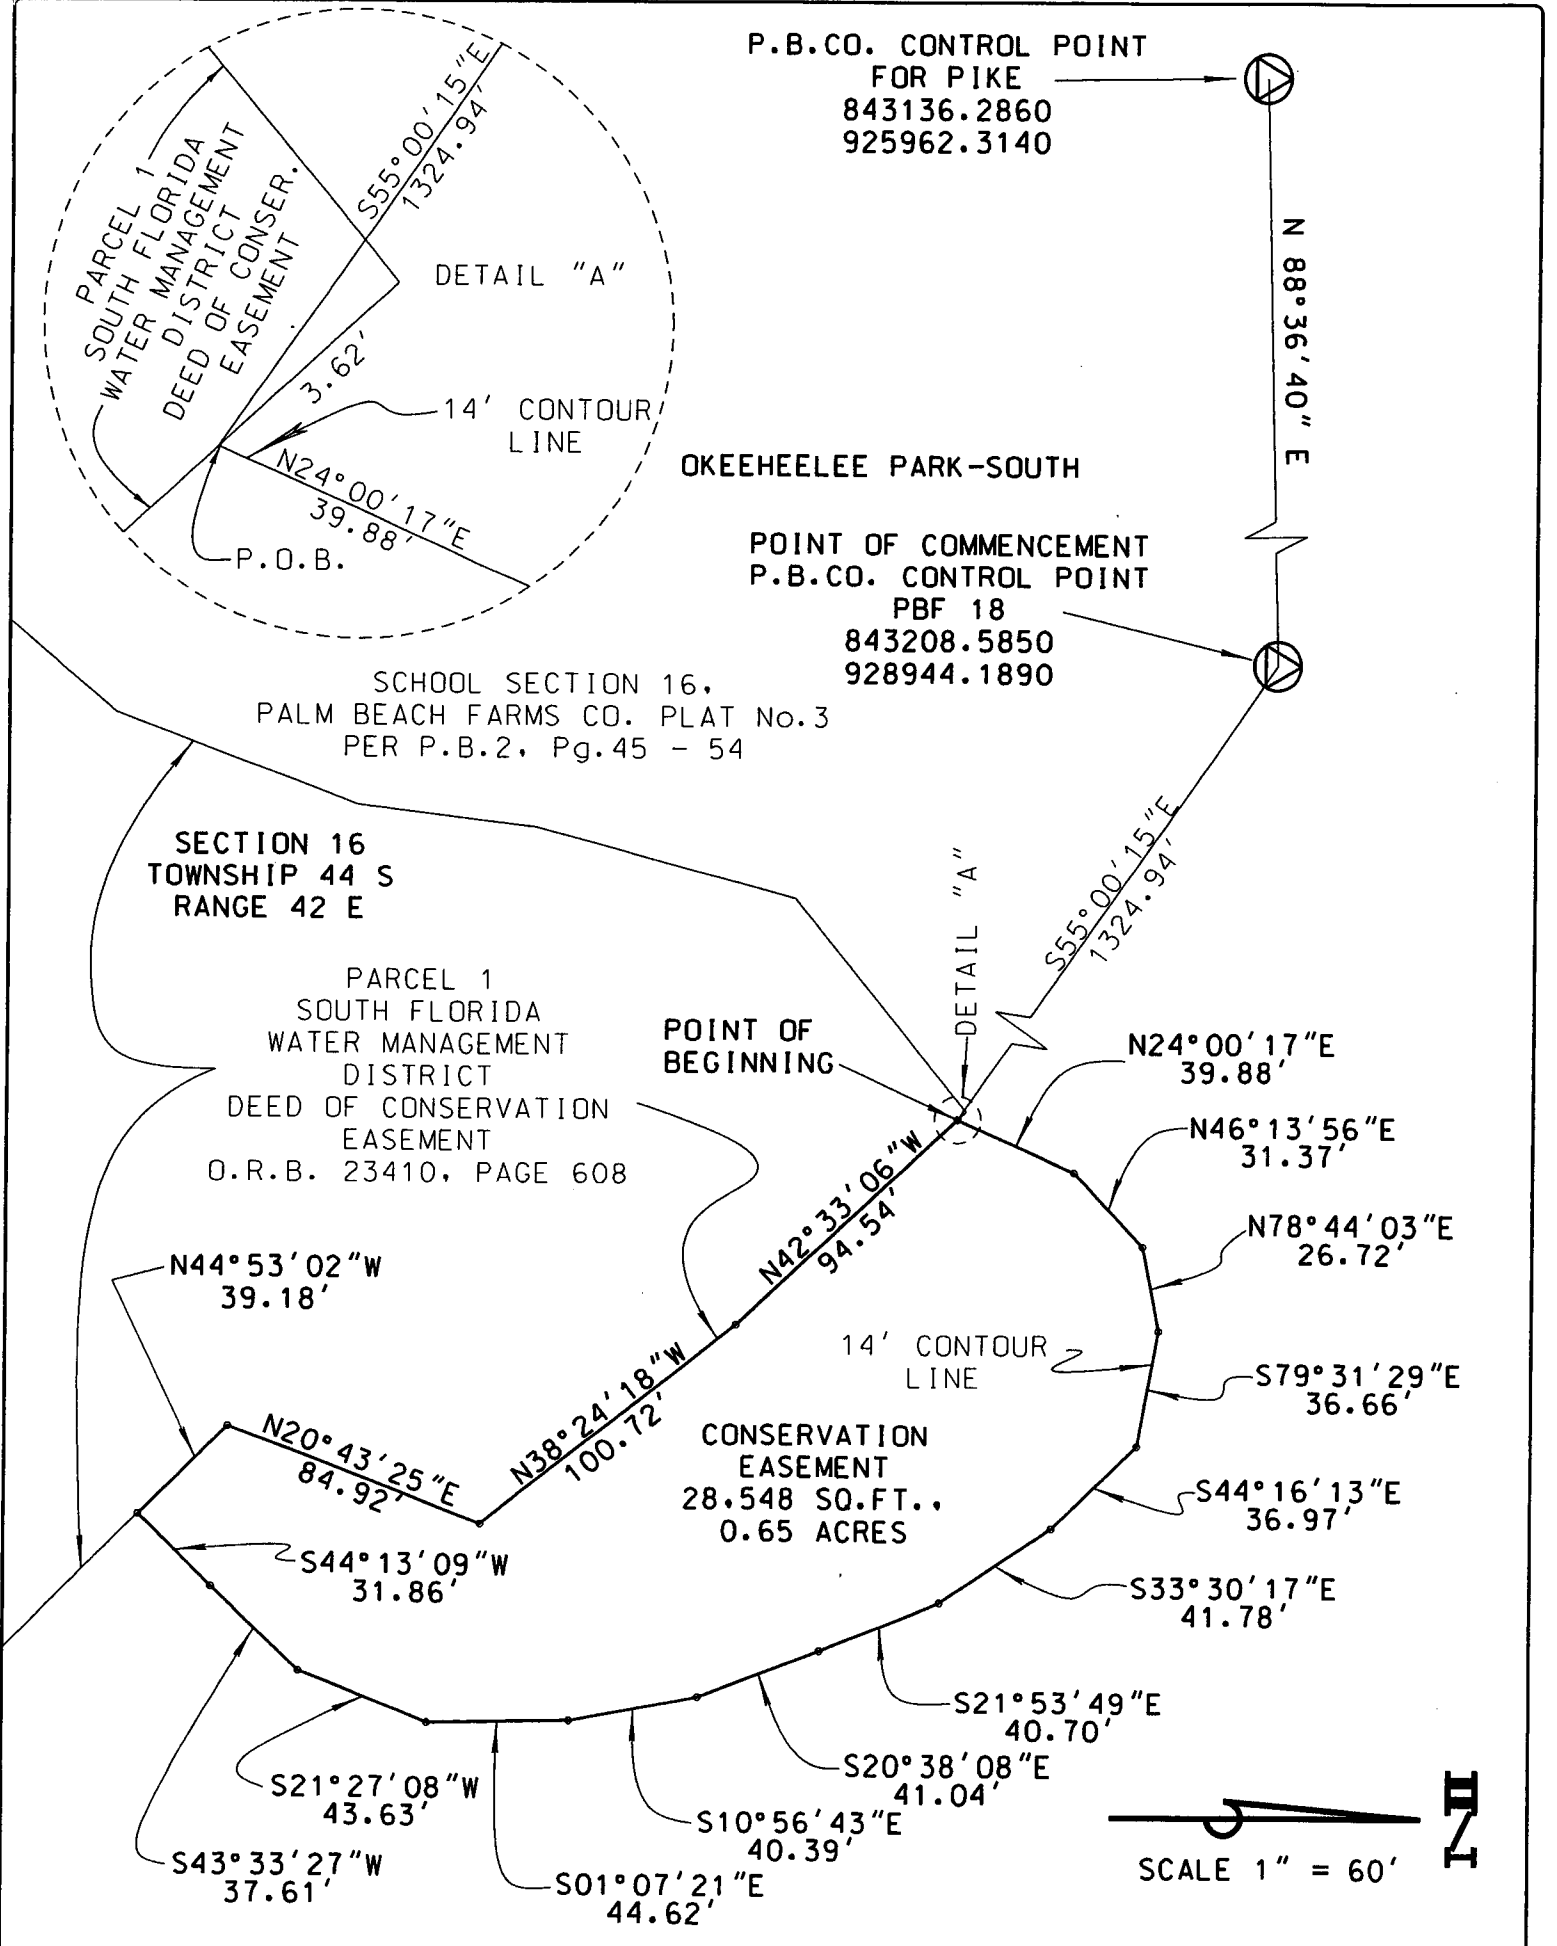 P.B.CO. CONTROL POINT
FOR PIKE
843136.2860
925962.3140
N 88°36'40" E
S55°00'15"E
1324.94'
PARCEL 1
SOUTH FLORIDA
WATER MANAGEMENT
DISTRICT
DEED OF CONSER.
EASEMENT
DETAIL "A"
3.62'
14' CONTOUR
LINE
N24°00'17"E
39.88'
P.O.B.
OKEEHEELEE PARK-SOUTH
POINT OF COMMENCEMENT
P.B.CO. CONTROL POINT
PBF 18
843208.5850
928944.1890
SCHOOL SECTION 16,
PALM BEACH FARMS CO. PLAT No.3
PER P.B.2, Pg.45 - 54
SECTION 16
TOWNSHIP 44 S
RANGE 42 E
S55°00'15"E
1324.94'
DETAIL "A"
PARCEL 1
SOUTH FLORIDA
WATER MANAGEMENT
DISTRICT
DEED OF CONSERVATION
EASEMENT
O.R.B. 23410, PAGE 608
POINT OF
BEGINNING
N24°00'17"E
39.88'
N46°13'56"E
31.37'
N78°44'03"E
26.72'
N42°33'06"W
94.54'
N44°53'02"W
39.18'
14' CONTOUR
LINE
S79°31'29"E
36.66'
N38°24'18"W
100.72'
N20°43'25"E
84.92'
CONSERVATION
EASEMENT
28,548 SQ.FT.,
0.65 ACRES
S44°16'13"E
36.97'
S44°13'09"W
31.86'
S33°30'17"E
41.78'
S21°53'49"E
40.70'
S20°38'08"E
41.04'
S21°27'08"W
43.63'
S10°56'43"E
40.39'
S43°33'27"W
37.61'
S01°07'21"E
44.62'
N
SCALE 1" = 60'